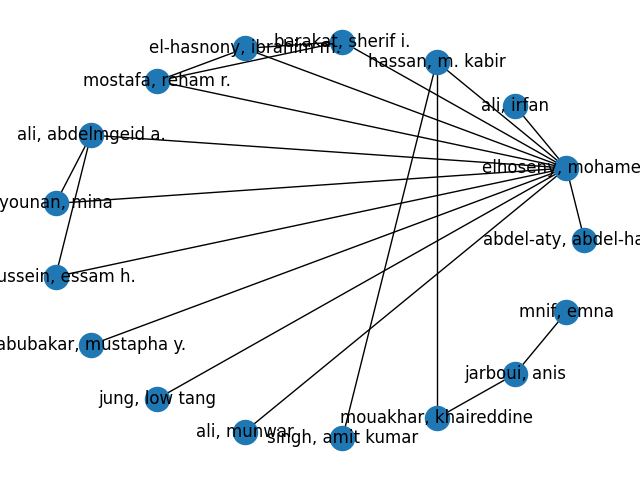 barakat, sherif i.
el-hasnony, ibrahim m.
hassan, m. kabir
mostafa, reham r.
ali, irfan
ali, abdelmgeid a.
elhoseny, mohame
younan, mina
abdel-aty, abdel-ha
ussein, essam h.
mnif, emna
abubakar, mustapha y.
jarboui, anis
jung, low tang
mouakhar, khaireddine
ali, munwar
singh, amit kumar